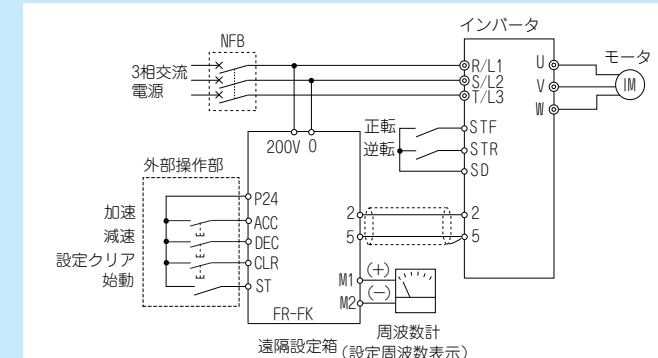 インバータ
NFB
モータ
3相交流
電源
R/L1
S/L2
T/L3
U
V
W
IM
正転
逆転
STF
STR
SD
200V 0
外部操作部
P24
加速
ACC
減速
DEC
設定クリア
CLR
始動
ST
2
5
2
5
M1
(+)
M2
(−)
FR-FK
遠隔設定箱
周波数計
(設定周波数表示)